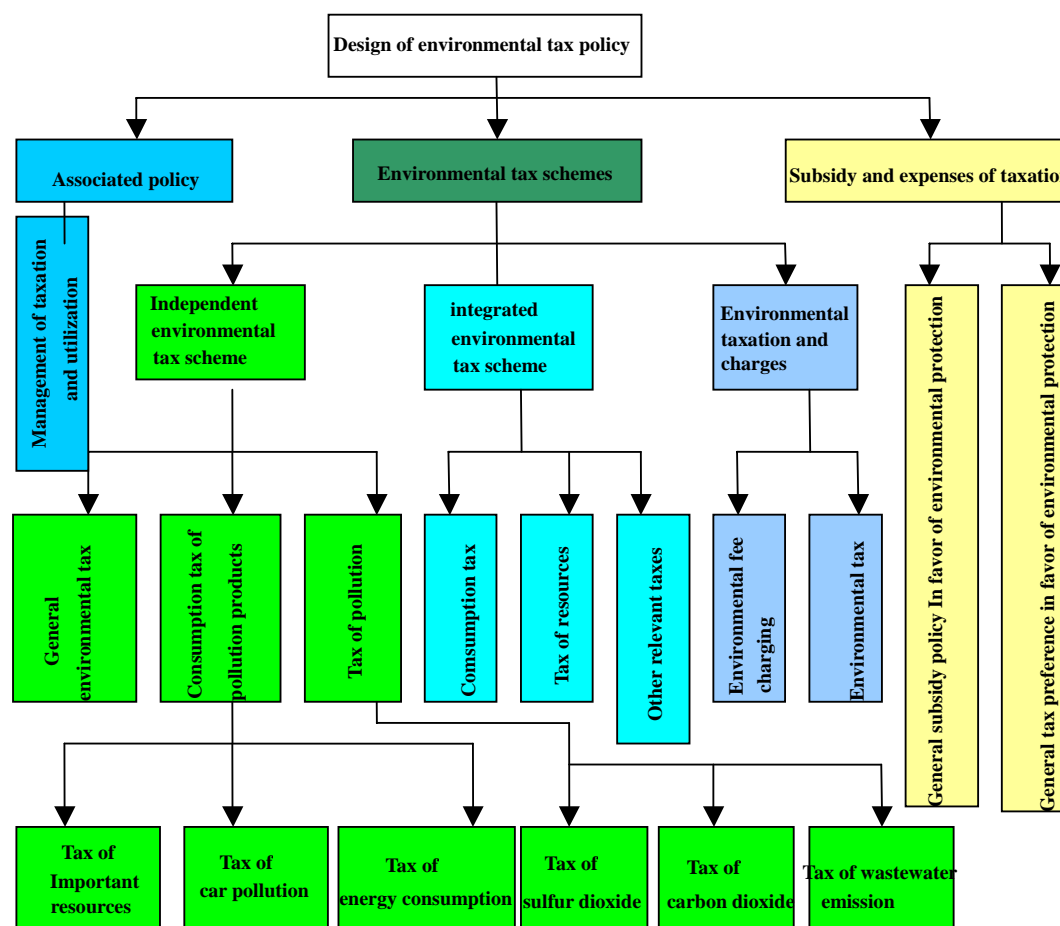 Design of environmental tax policy
Associated policy
Environmental tax schemes
Subsidy and expenses of taxation
Management of taxation
and utilization
Independent
environmental
tax scheme
integrated
environmental
tax scheme
Environmental
taxation and
charges
General subsidy policy In favor of environmental protection
General tax preference in favor of environmental protection
General
environmental tax
Consumption tax of
pollution products
Tax of pollution
Comsumption tax
Tax of resources
Other relevant taxes
Environmental fee
charging
Environmental tax
Tax of
Important
resources
Tax of
car pollution
Tax of
energy consumption
Tax of
sulfur dioxide
Tax of
carbon dioxide
Tax of wastewater
emission